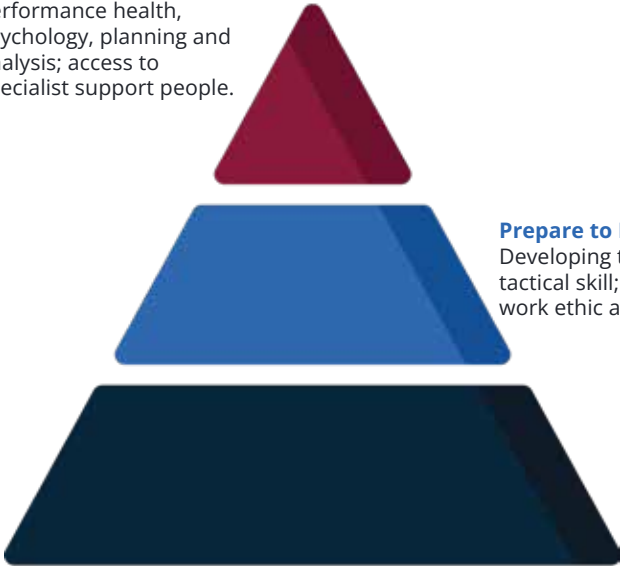 erformance health,
ychology, planning and
alysis; access to
ecialist support people.
Prepare to
Developing
tactical skill;
work ethic a